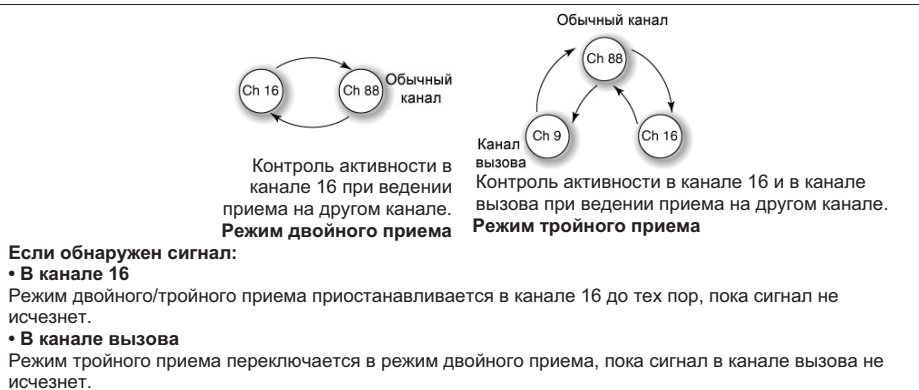 Ch 16
Ch 88
Обычный
канал
Контроль активности в
канале 16 при ведении
приема на другом канале.
Режим двойного приема
Обычный канал
Ch 88
Ch 9
Ch 16
Канал
вызова
Контроль активности в канале 16 и в канале
вызова при ведении приема на другом канале.
Режим тройного приема
Если обнаружен сигнал:
• В канале 16
Режим двойного/тройного приема приостанавливается в канале 16 до тех пор, пока сигнал не
исчезнет.
• В канале вызова
Режим тройного приема переключается в режим двойного приема, пока сигнал в канале вызова не
исчезнет.